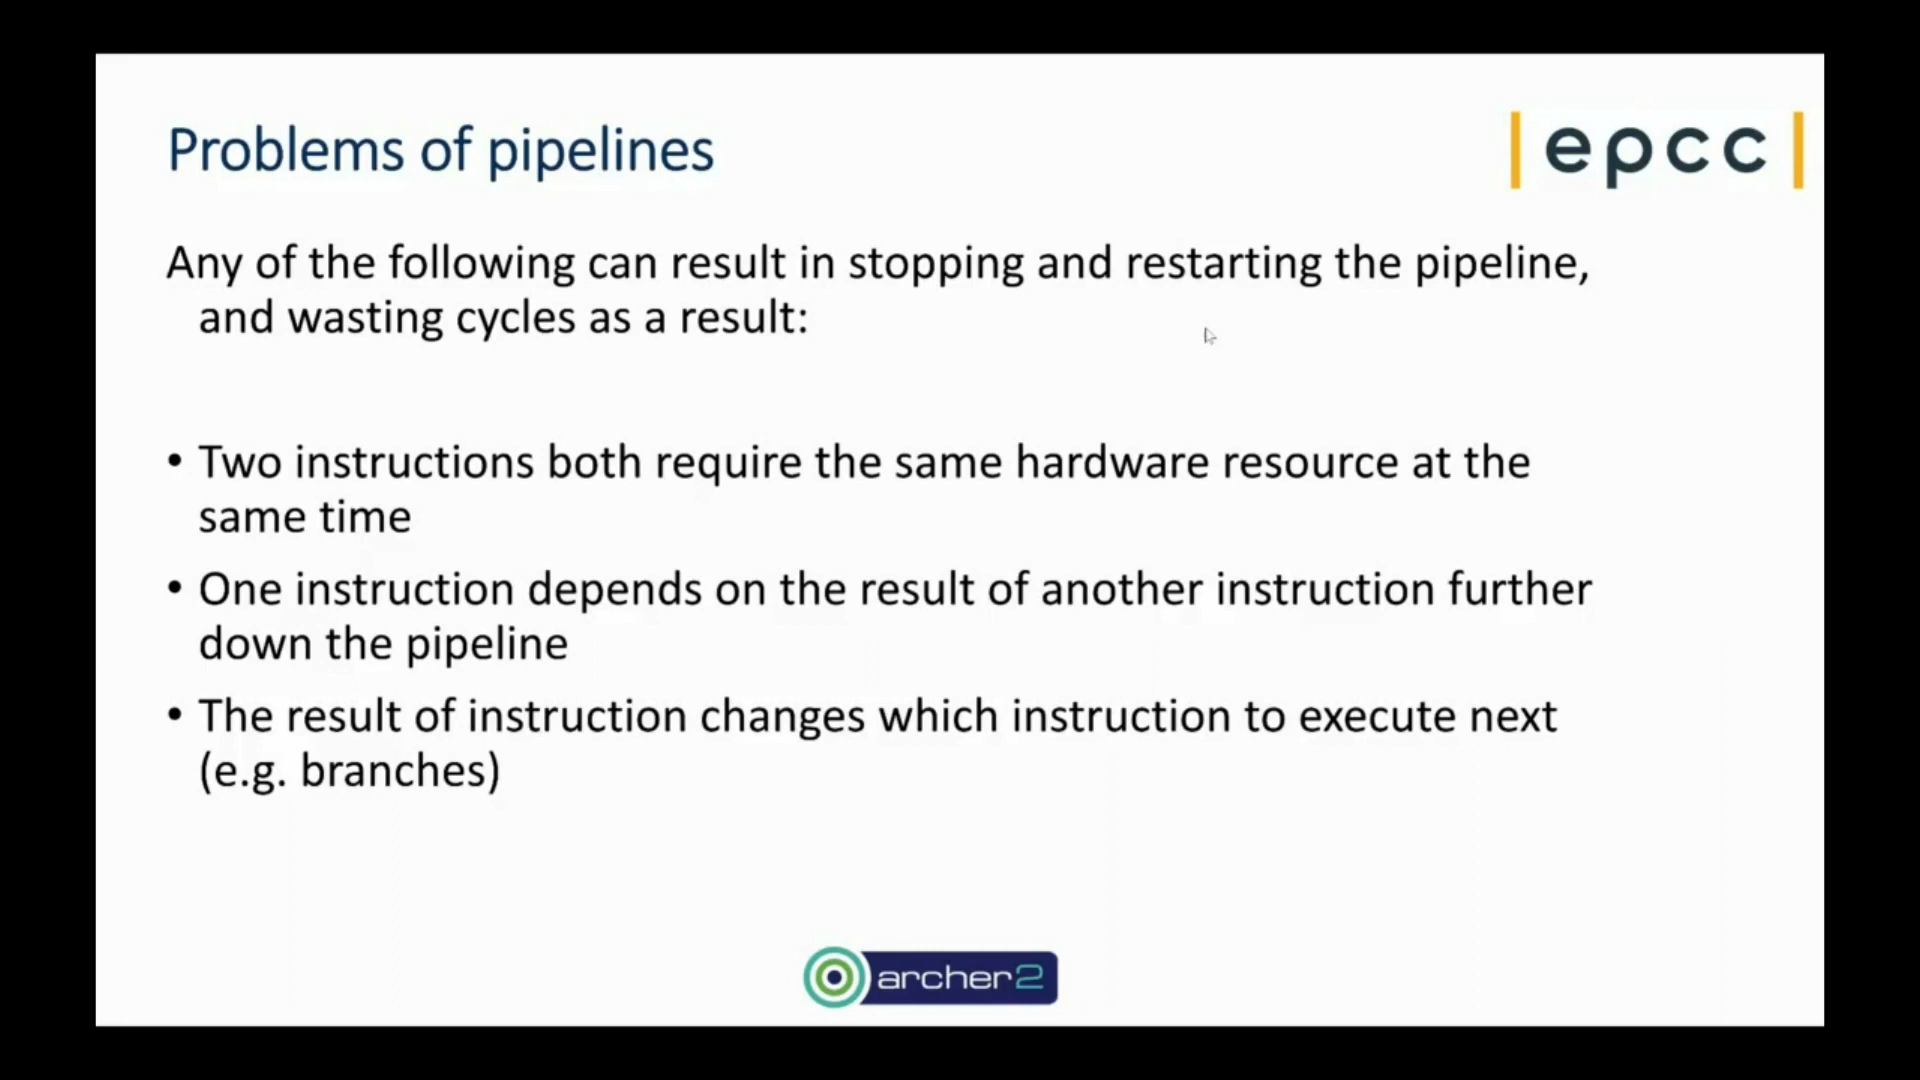 Problems of pipelines
|epcc|
Any of the following can result in stopping and restarting the pipeline,
and wasting cycles as a result:
• Two instructions both require the same hardware resource at the
same time
• One instruction depends on the result of another instruction further
down the pipeline
• The result of instruction changes which instruction to execute next
(e.g. branches)
archer2